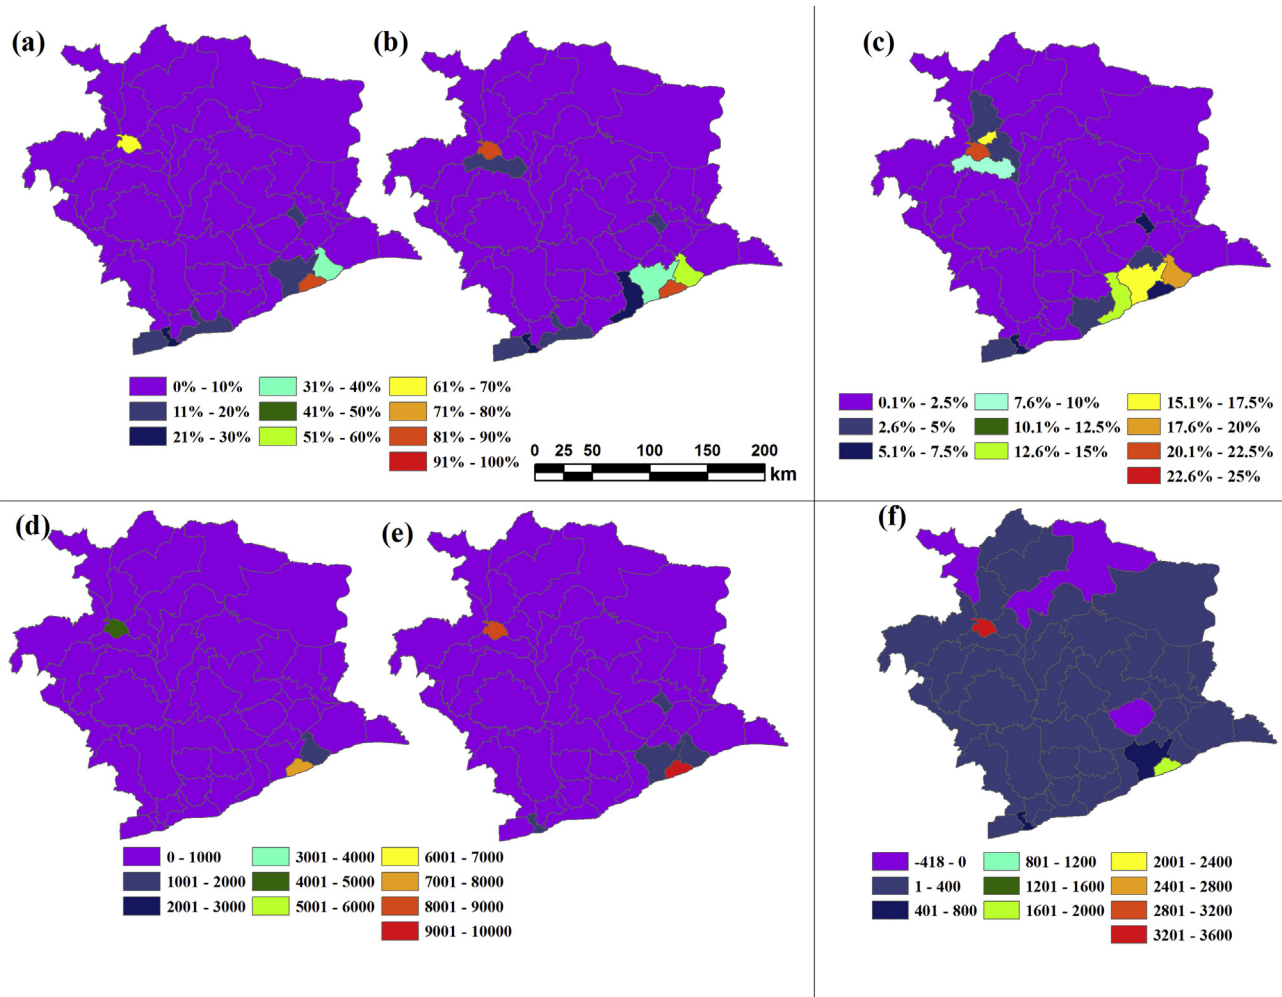 (a)
(b)
(c)
0% - 10%
31% - 40%
61% - 70%
11% - 20%
41% - 50%
71% - 80%
21% - 30%
51% - 60%
81% - 90%
91% - 100%
0 25 50 100 150 200
km
0.1% - 2.5%
7.6% - 10%
15.1% - 17.5%
2.6% - 5%
10.1% - 12.5%
17.6% - 20%
5.1% - 7.5%
12.6% - 15%
20.1% - 22.5%
22.6% - 25%
(d)
(e)
(f)
0 - 1000
3001 - 4000
6001 - 7000
1001 - 2000
4001 - 5000
7001 - 8000
2001 - 3000
5001 - 6000
8001 - 9000
9001 - 10000
-418 - 0
801 - 1200
2001 - 2400
1 - 400
1201 - 1600
2401 - 2800
401 - 800
1601 - 2000
2801 - 3200
3201 - 3600